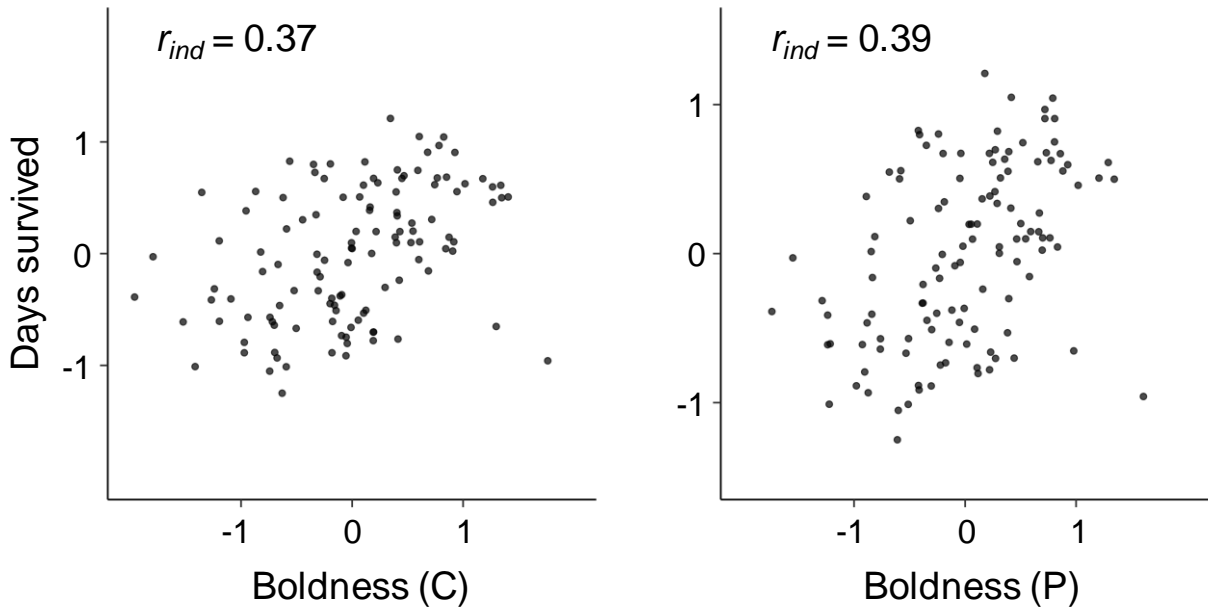 r_ind = 0.37
Days survived
1
0
-1
-1 0 1
Boldness (C)
r_ind = 0.39
1
0
-1
-1 0 1
Boldness (P)